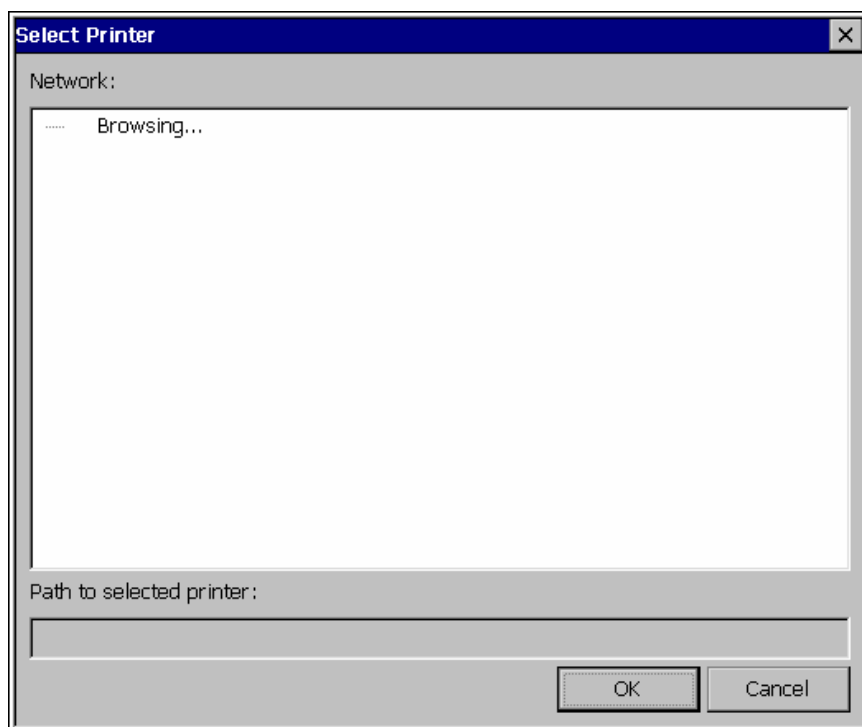 Select Printer
Network:
Browsing...
Path to selected printer:
OK Cancel